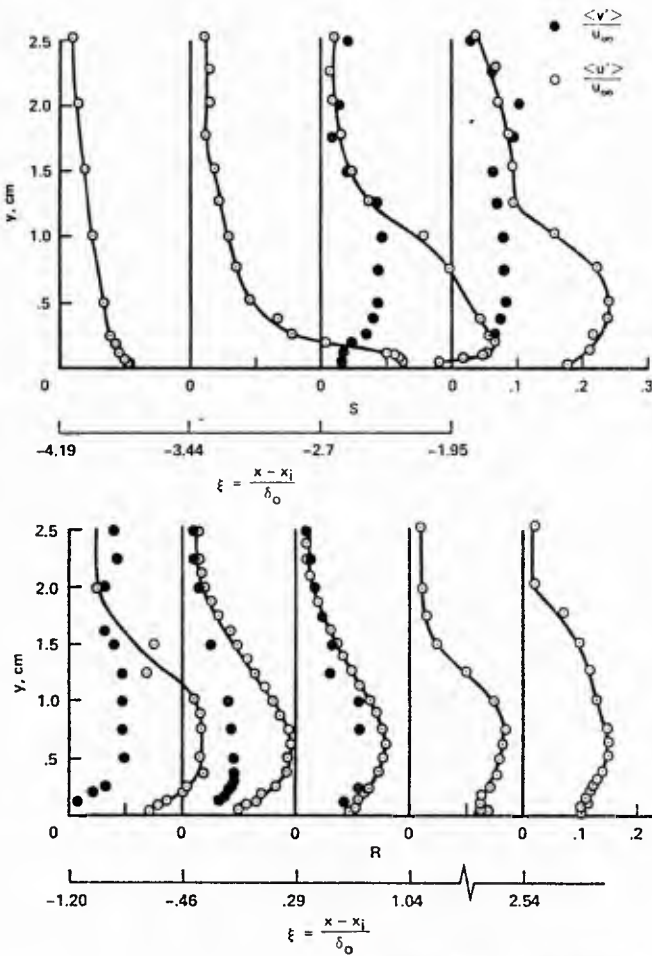 <v'>
u∞
<u'>
u∞
2.5
2.0
1.5
1.0
.5
0
y, cm
0 0 0 .1 .2 0.3
S
-4.19 -3.44 -2.7 -1.95
ξ = x - xi
δo
2.5
2.0
1.5
1.0
.5
0
y, cm
0 0 0 0 .1 .2
R
-1.20 -.46 .29 1.04 2.54
ξ = x - xi
δo